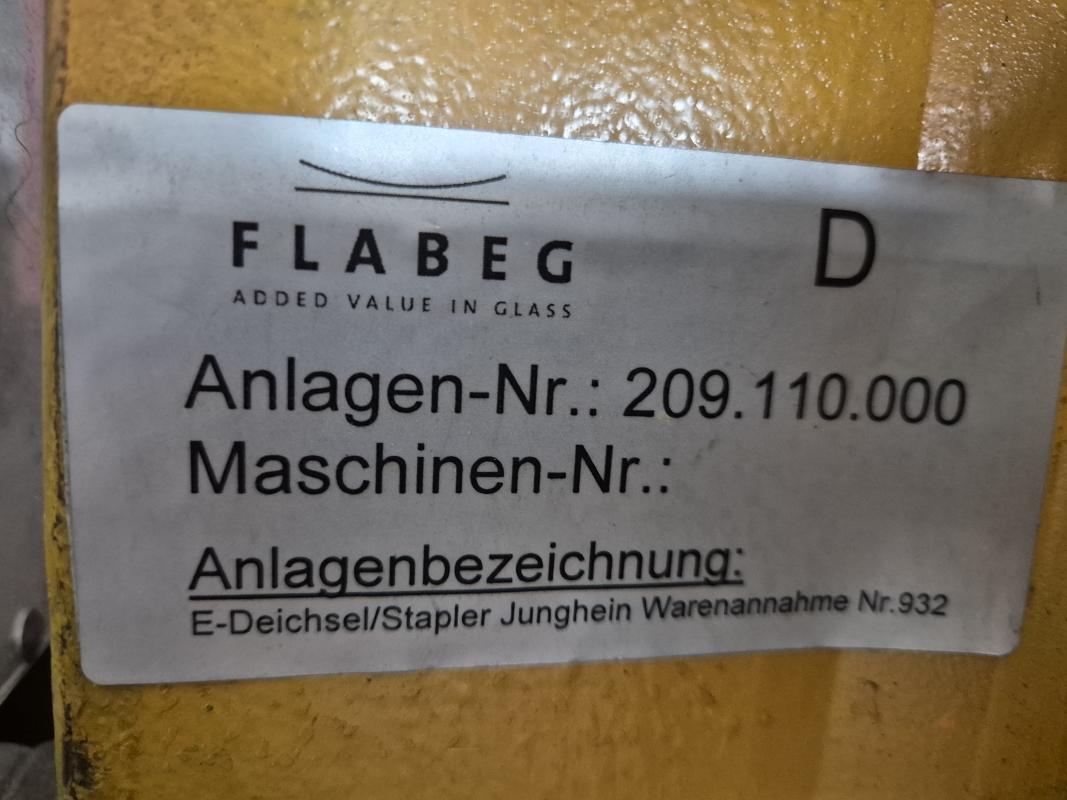 FLABEG
ADDED VALUE IN GLASS
D
Anlagen-Nr.: 209.110.000
Maschinen-Nr.:
Anlagenbezeichnung:
E-Deichsel/Stapler Junghein Warenannahme Nr.932